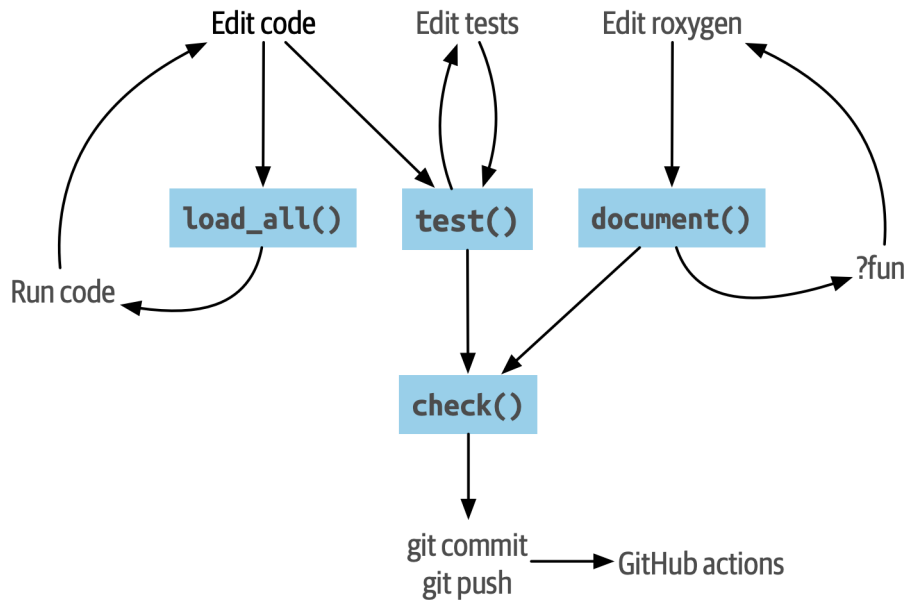 Edit code
Edit tests
Edit roxygen
load_all()
test()
document()
Run code
?fun
check()
git commit
git push
GitHub actions